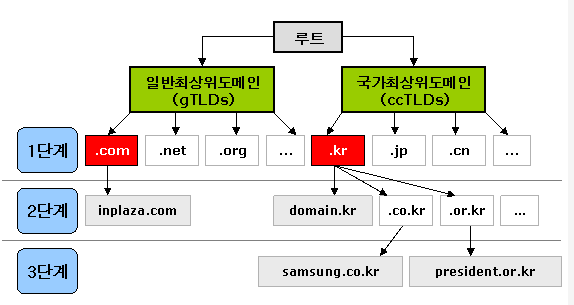 루트
일반최상위도메인
(gTLDs)
국가최상위도메인
(ccTLDs)
1단계
.com
.net
.org
...
.kr
.jp
.cn
...
2단계
inplaza.com
domain.kr
.co.kr
.or.kr
...
3단계
samsung.co.kr
president.or.kr